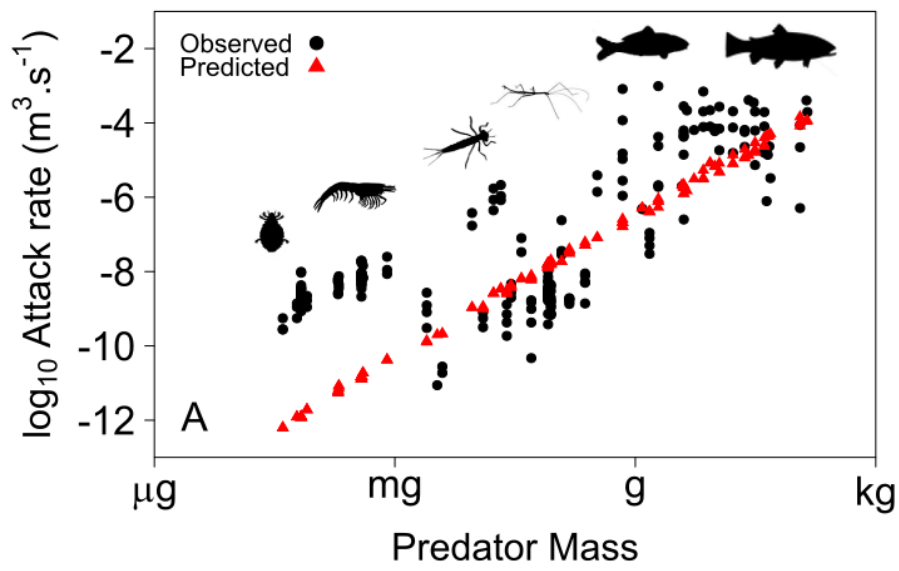 Observed
Predicted
log10 Attack rate (m³.s⁻¹)
-2
-4
-6
-8
-10
-12
A
μg
mg
g
kg
Predator Mass